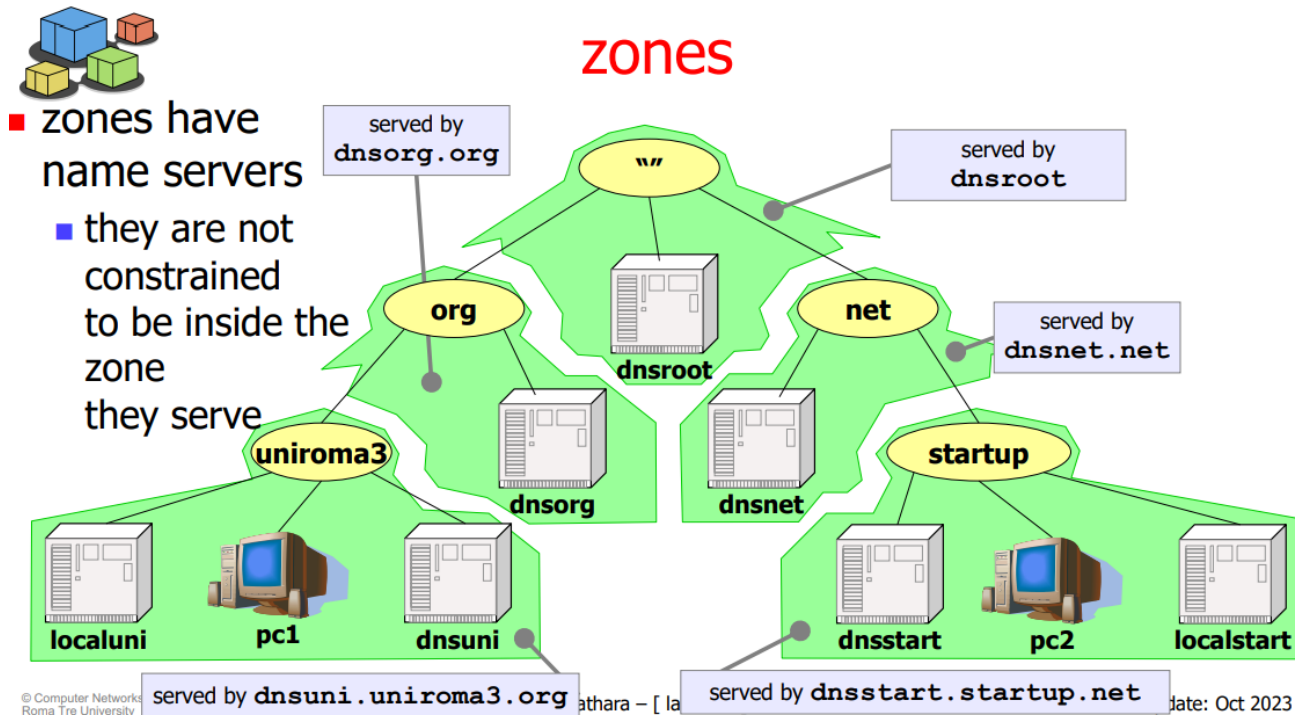 zones
zones have
name servers
they are not
constrained
to be inside the
zone
they serve
served by
dnsorg.org
served by
dnsroot
served by
dnsnet.net
“”
org
net
dnsroot
uniroma3
dnsorg
dnsnet
startup
localuni
pc1
dnsuni
dnsstart
pc2
localstart
served by dnsuni.uniroma3.org
served by dnsstart.startup.net
© Computer Networks
Roma Tre University
athara – [ la
date: Oct 2023